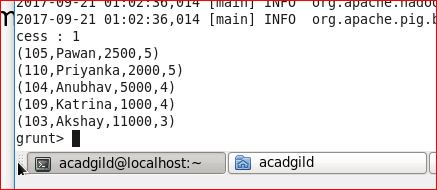 2017-09-21 01:02:36,014 [main] INFO org.apache.hadoo
2017-09-21 01:02:36,014 [main] INFO org.apache.pig.b
cess : 1
(105,Pawan,2500,5)
(110,Priyanka,2000,5)
(104,Anubhav,5000,4)
(109,Katrina,1000,4)
(103,Akshay,11000,3)
grunt>
acadgild@localhost:~ acadgild